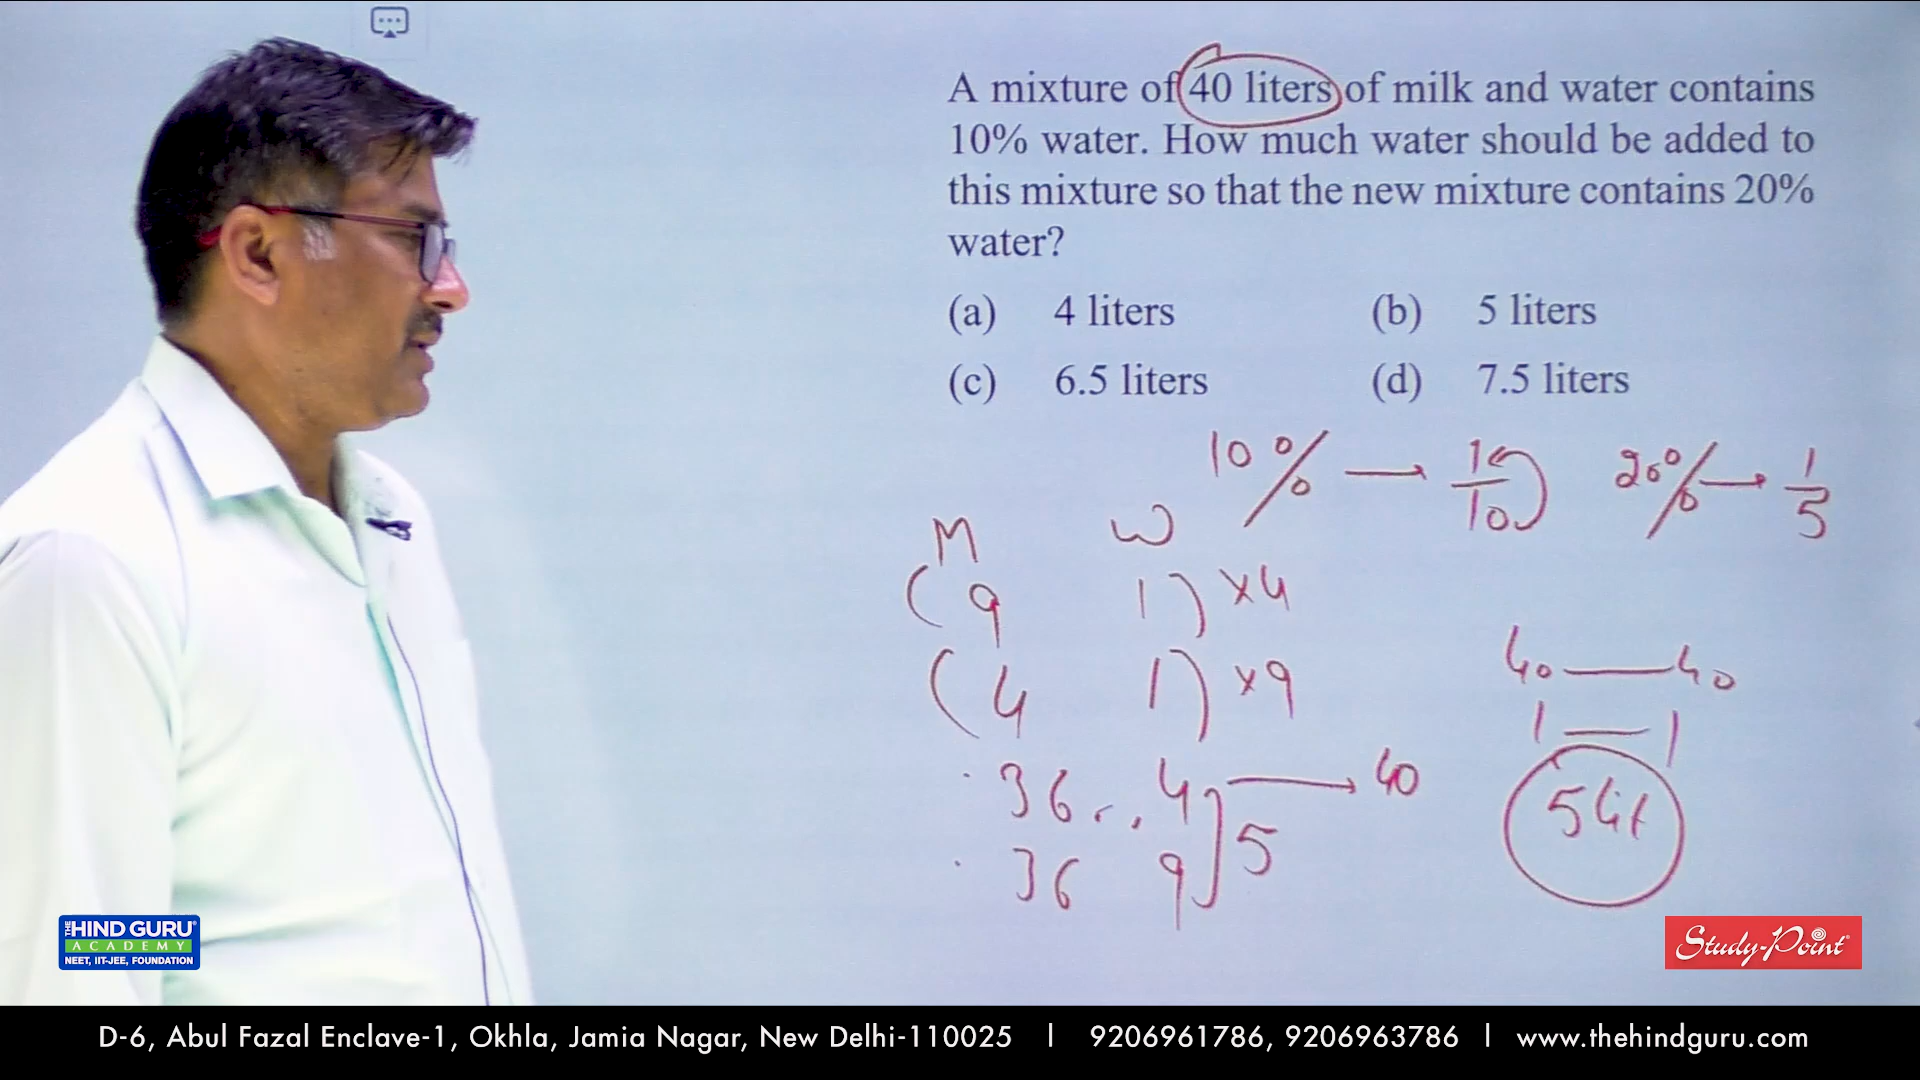 A mixture of 40 liters of milk and water contains
10% water. How much water should be added to
this mixture so that the new mixture contains 20%
water?
(a) 4 liters (b) 5 liters
(c) 6.5 liters (d) 7.5 liters
10% → 10/10 20% → 1/5
M W
(9 1) ×4
(4 1) ×9
40 — 40
1 — 1
36 4 → 40
5 lit
5
36 9
THE HIND GURU
ACADEMY
NEET, IIT-JEE, FOUNDATION
Study-Point
D-6, Abul Fazal Enclave-1, Okhla, Jamia Nagar, New Delhi-110025 | 9206961786, 9206963786 | www.thehindguru.com